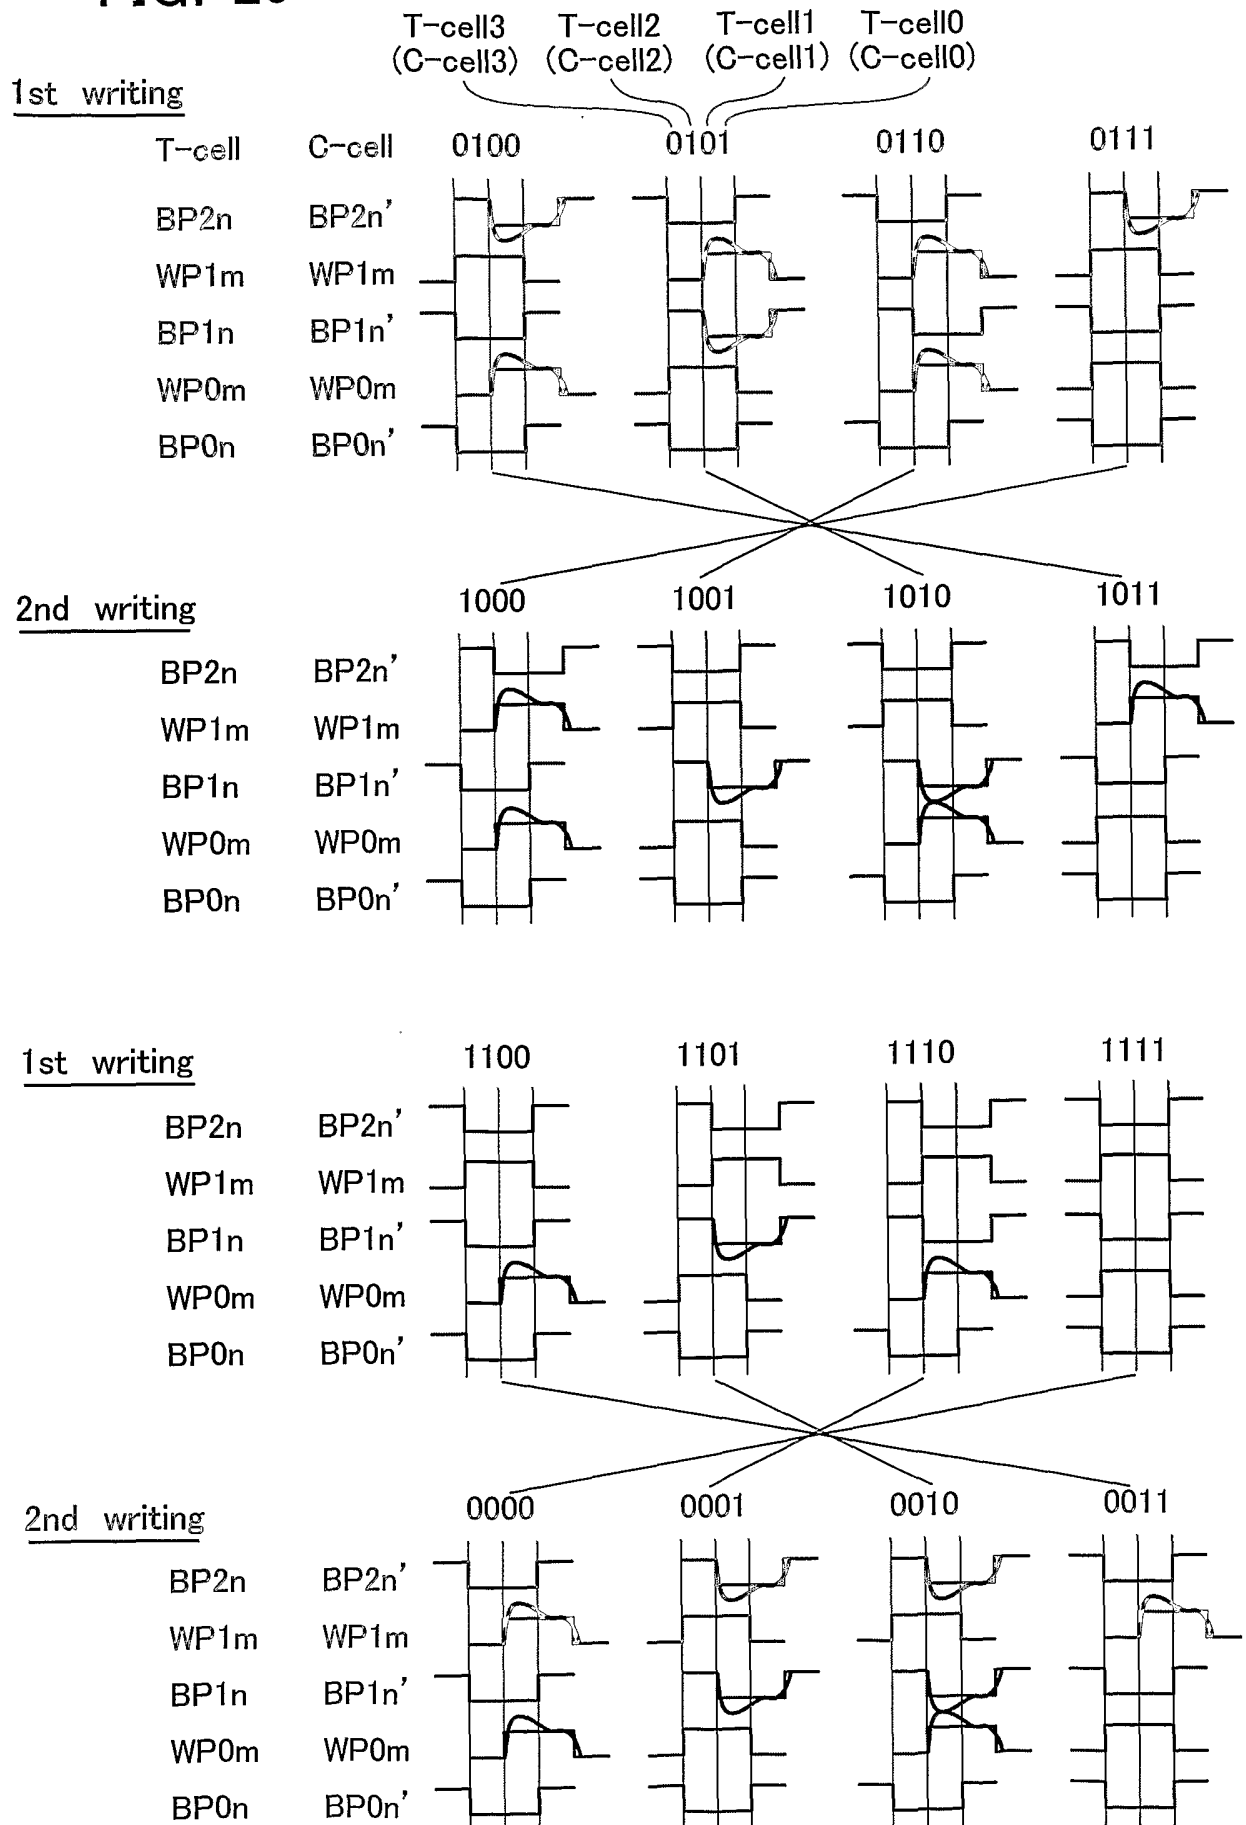 T-cell3 T-cell2 T-cell1 T-cell0
(C-cell3) (C-cell2) (C-cell1) (C-cell0)
1st writing
T-cell C-cell 0100 0101 0110 0111
BP2n BP2n'
WP1m WP1m
BP1n BP1n'
WP0m WP0m
BP0n BP0n'
2nd writing 1000 1001 1010 1011
BP2n BP2n'
WP1m WP1m
BP1n BP1n'
WP0m WP0m
BP0n BP0n'
1st writing 1100 1101 1110 1111
BP2n BP2n'
WP1m WP1m
BP1n BP1n'
WP0m WP0m
BP0n BP0n'
2nd writing 0000 0001 0010 0011
BP2n BP2n'
WP1m WP1m
BP1n BP1n'
WP0m WP0m
BP0n BP0n'